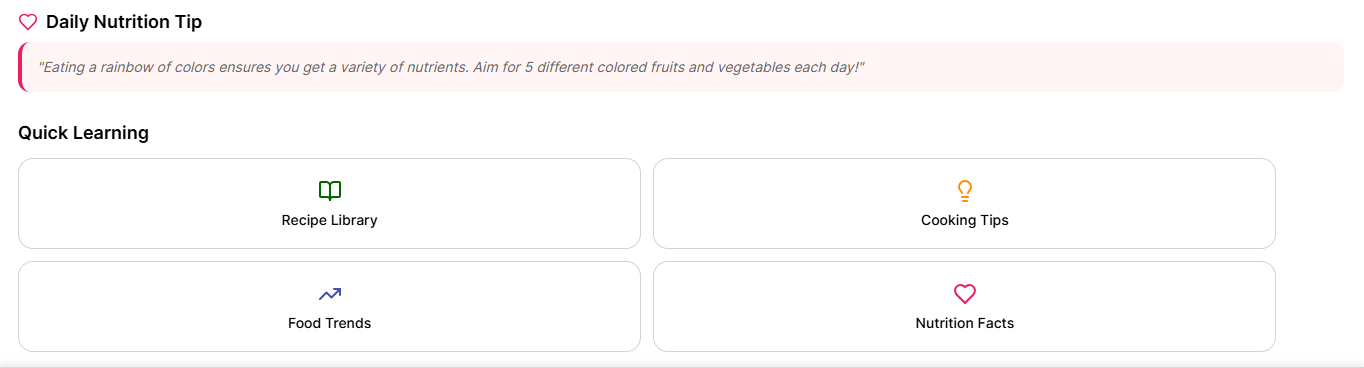 Daily Nutrition Tip
"Eating a rainbow of colors ensures you get a variety of nutrients. Aim for 5 different colored fruits and vegetables each day!"
Quick Learning
Recipe Library
Cooking Tips
Food Trends
Nutrition Facts